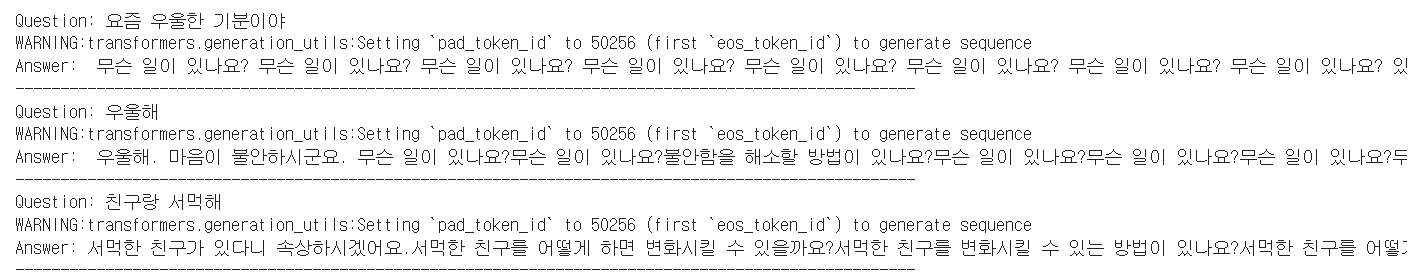 Question: 요즘 우울한 기분이야
WARNING:transformers.generation_utils:Setting `pad_token_id` to 50256 (first `eos_token_id`) to generate sequence
Answer:  무슨 일이 있나요? 무슨 일이 있나요? 무슨 일이 있나요? 무슨 일이 있나요? 무슨 일이 있나요? 무슨 일이 있나요? 무슨 일이 있나요? 무슨 일이 있나요? 있
------------------------------------------------------------------------------------------
Question: 우울해
WARNING:transformers.generation_utils:Setting `pad_token_id` to 50256 (first `eos_token_id`) to generate sequence
Answer:  우울해. 마음이 불안하시군요. 무슨 일이 있나요?무슨 일이 있나요?불안함을 해소할 방법이 있나요?무슨 일이 있나요?무슨 일이 있나요?무슨 일이 있나요?무
------------------------------------------------------------------------------------------
Question: 친구랑 서먹해
WARNING:transformers.generation_utils:Setting `pad_token_id` to 50256 (first `eos_token_id`) to generate sequence
Answer: 서먹한 친구가 있다니 속상하시겠어요.서먹한 친구를 어떻게 하면 변화시킬 수 있을까요?서먹한 친구를 변화시킬 수 있는 방법이 있나요?서먹한 친구를 어떻게
------------------------------------------------------------------------------------------